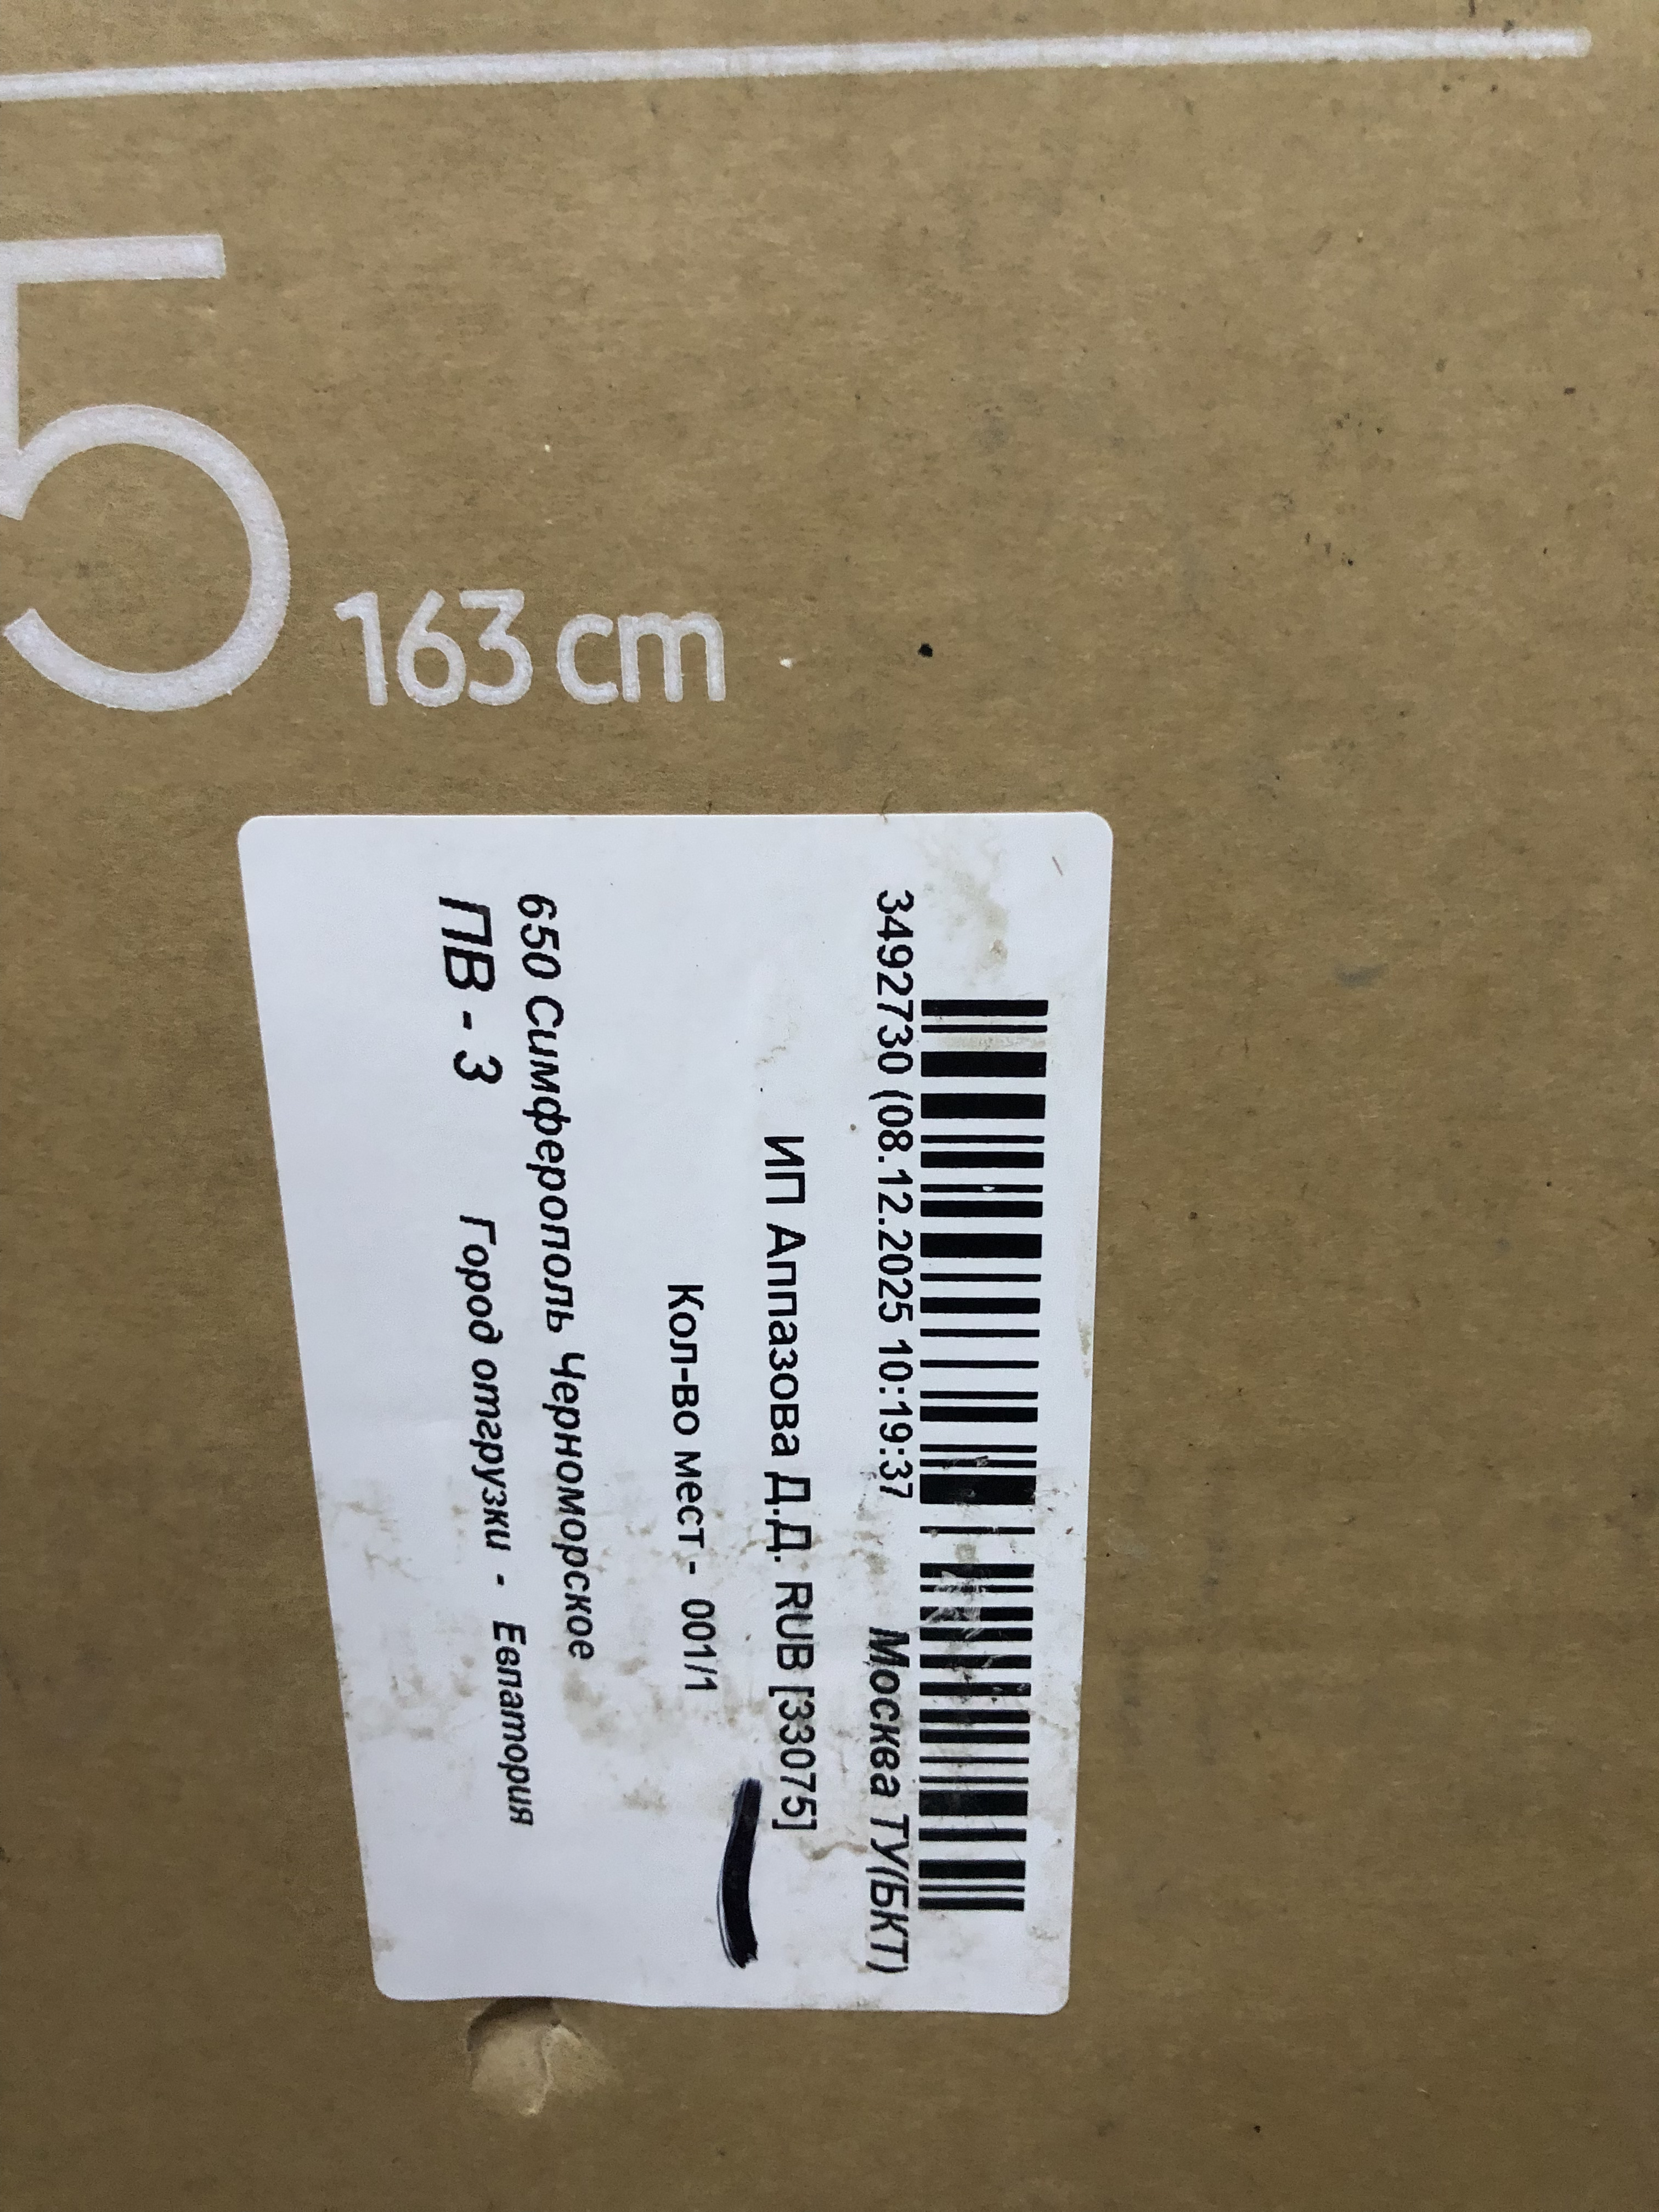 5 163 cm
3492730 (08.12.2025 10:19:37 Москва ТУ(БКТ)
ИП Аппазова Д.Д. RUB [33075]
Кол-во мест - 001/1
650 Симферополь Черноморское
ПВ - 3 Город отгрузки - Евпатория